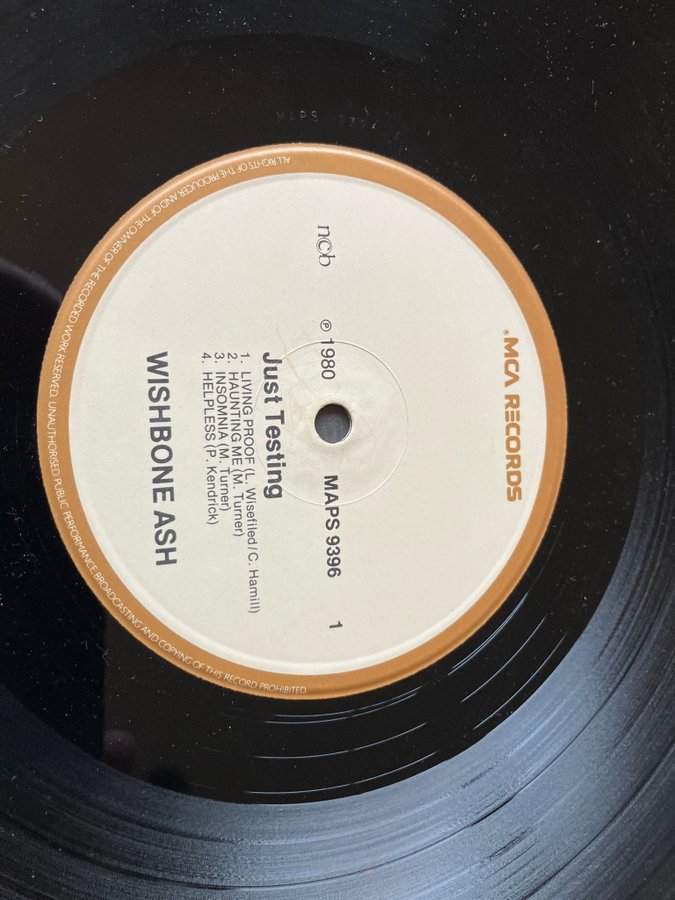 MCA RECORDS
ncb
℗ 1980
MAPS 9396
1
Just Testing
1. LIVING PROOF (L. Wisefiled/C. Hamill)
2. HAUNTING ME (M. Turner)
3. INSOMNIA (M. Turner)
4. HELPLESS (P. Kendrick)
WISHBONE ASH
ALL RIGHTS OF THE PRODUCER AND OF THE OWNER OF THE RECORDED WORK RESERVED. UNAUTHORISED PUBLIC PERFORMANCE, BROADCASTING AND COPYING OF THIS RECORD PROHIBITED.
MAPS